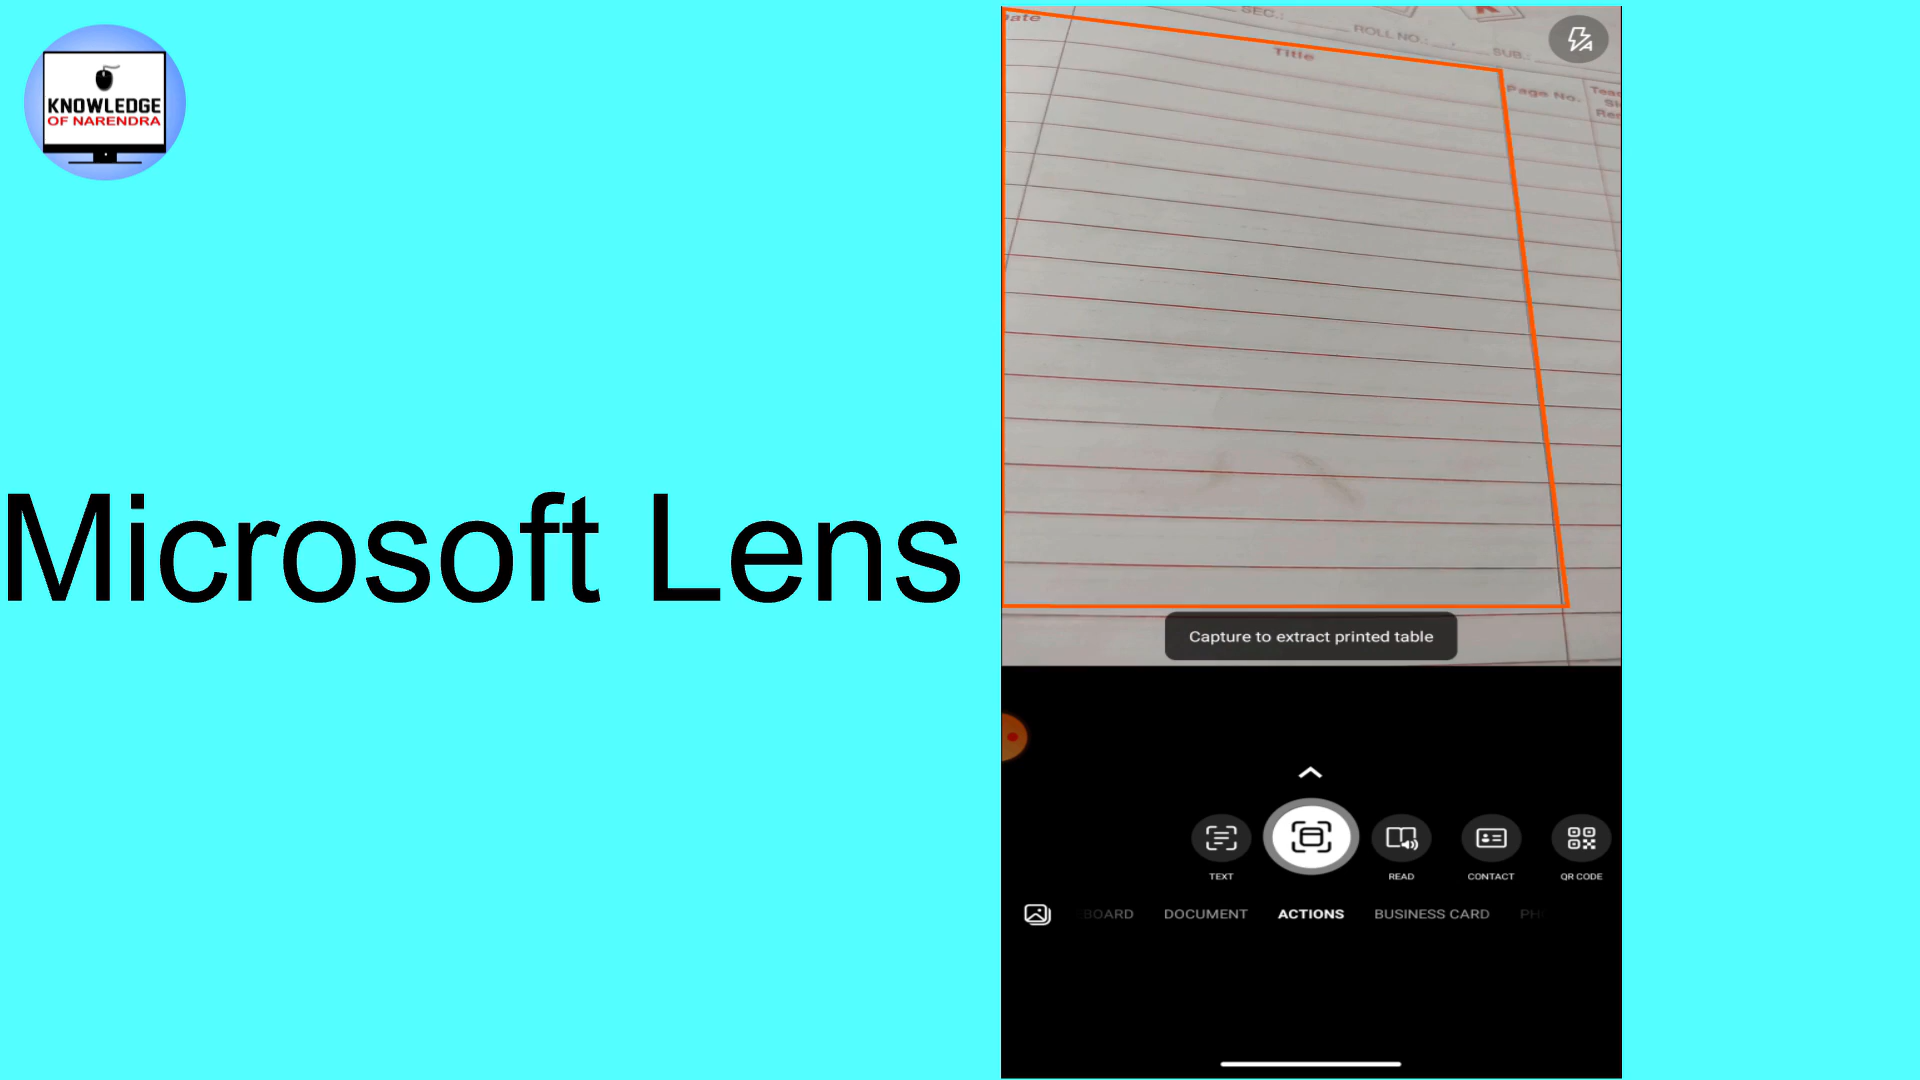 KNOWLEDGE
OF NARENDRA
Microsoft Lens
SEC.:
ROLL NO.:
SUB.:
Title
Page No.
Capture to extract printed table
TEXT
READ
CONTACT
QR CODE
DOCUMENT
ACTIONS
BUSINESS CARD